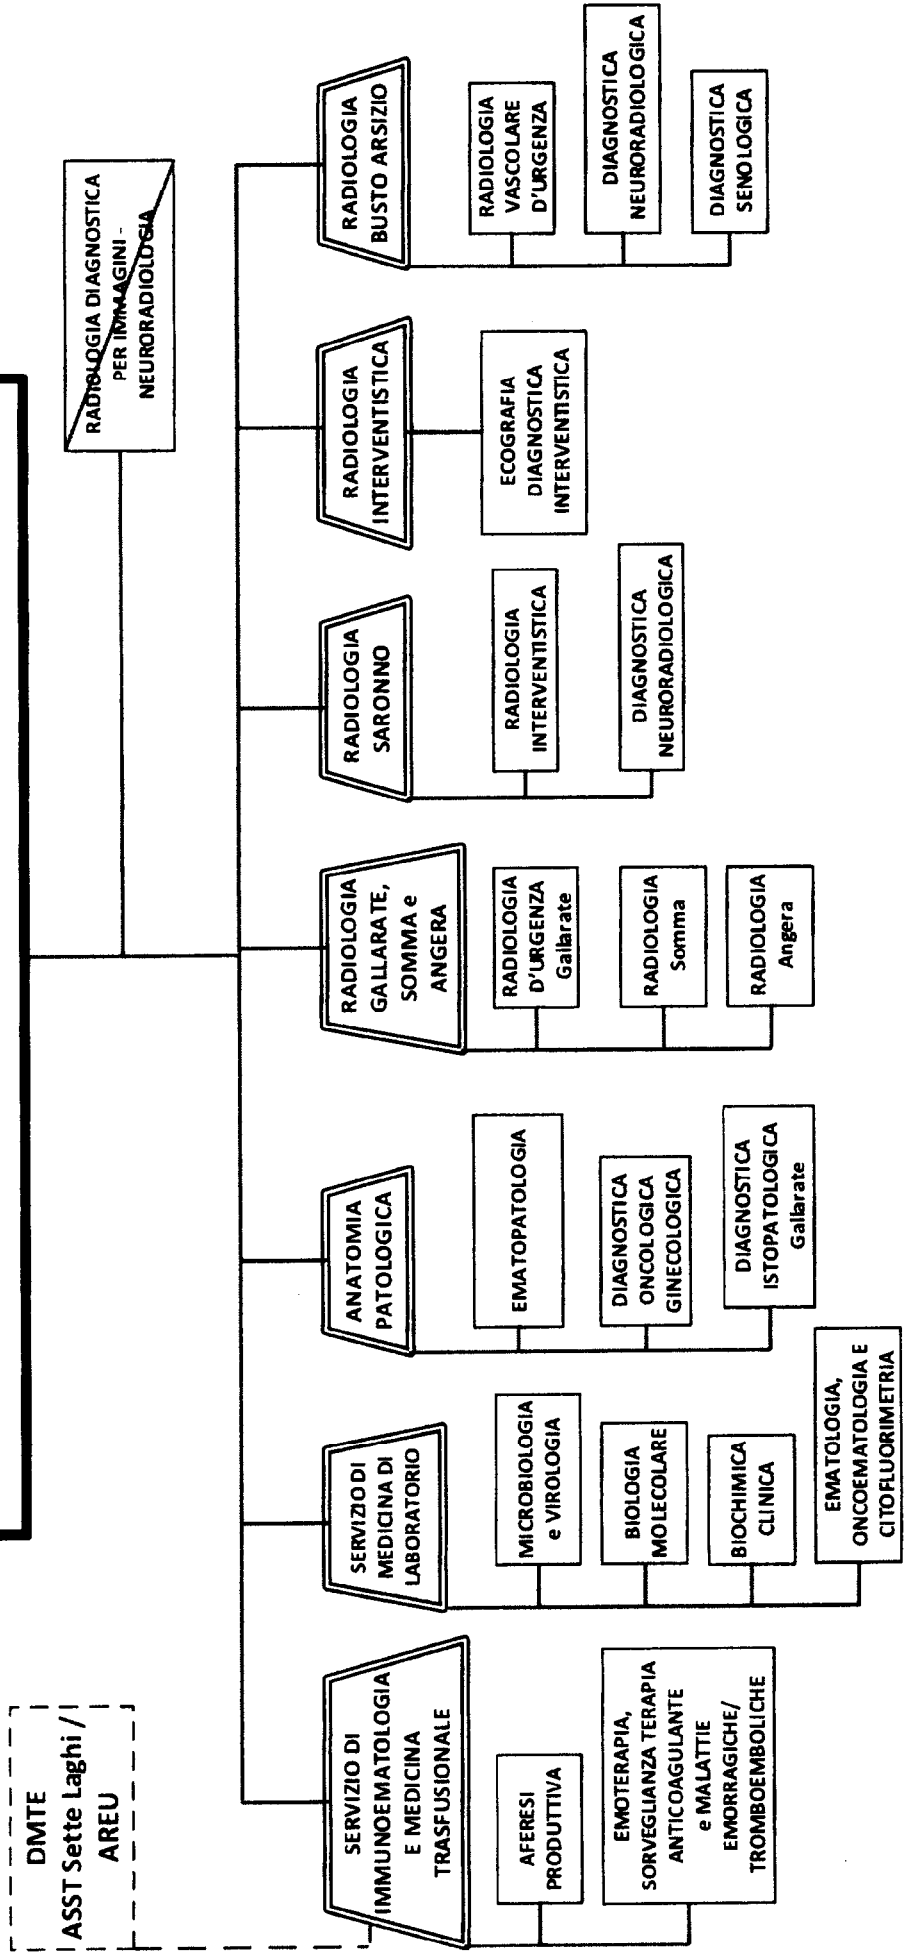 DMTE
ASST Sette Laghi /
AREU
RADIOLOGIA DIAGNOSTICA
PER IMMAGINI -
NEURORADIOLOGIA
SERVIZIO DI
IMMUNOEMATOLOGIA
E MEDICINA
TRASFUSIONALE
AFERESI
PRODUTTIVA
EMOTERAPIA,
SORVEGLIANZA TERAPIA
ANTICOAGULANTE
e MALATTIE
EMORRAGICHE/
TROMBOEMBOLICHE
SERVIZIO DI
MEDICINA DI
LABORATORIO
MICROBIOLOGIA
e VIROLOGIA
BIOLOGIA
MOLECOLARE
BIOCHIMICA
CLINICA
EMATOLOGIA,
ONCOEMATOLOGIA E
CITOFLUORIMETRIA
ANATOMIA
PATOLOGICA
EMATOPATOLOGIA
DIAGNOSTICA
ONCOLOGICA
GINECOLOGICA
DIAGNOSTICA
ISTOPATOLOGICA
Gallarate
RADIOLOGIA
GALLARATE,
SOMMA e
ANGERA
RADIOLOGIA
D'URGENZA
Gallarate
RADIOLOGIA
Somma
RADIOLOGIA
Angera
RADIOLOGIA
SARONNO
RADIOLOGIA
INTERVENTISTICA
DIAGNOSTICA
NEURORADIOLOGICA
RADIOLOGIA
INTERVENTISTICA
ECOGRAFIA
DIAGNOSTICA
INTERVENTISTICA
RADIOLOGIA
BUSTO ARSIZIO
RADIOLOGIA
VASCOLARE
D'URGENZA
DIAGNOSTICA
NEURORADIOLOGICA
DIAGNOSTICA
SENOLOGICA